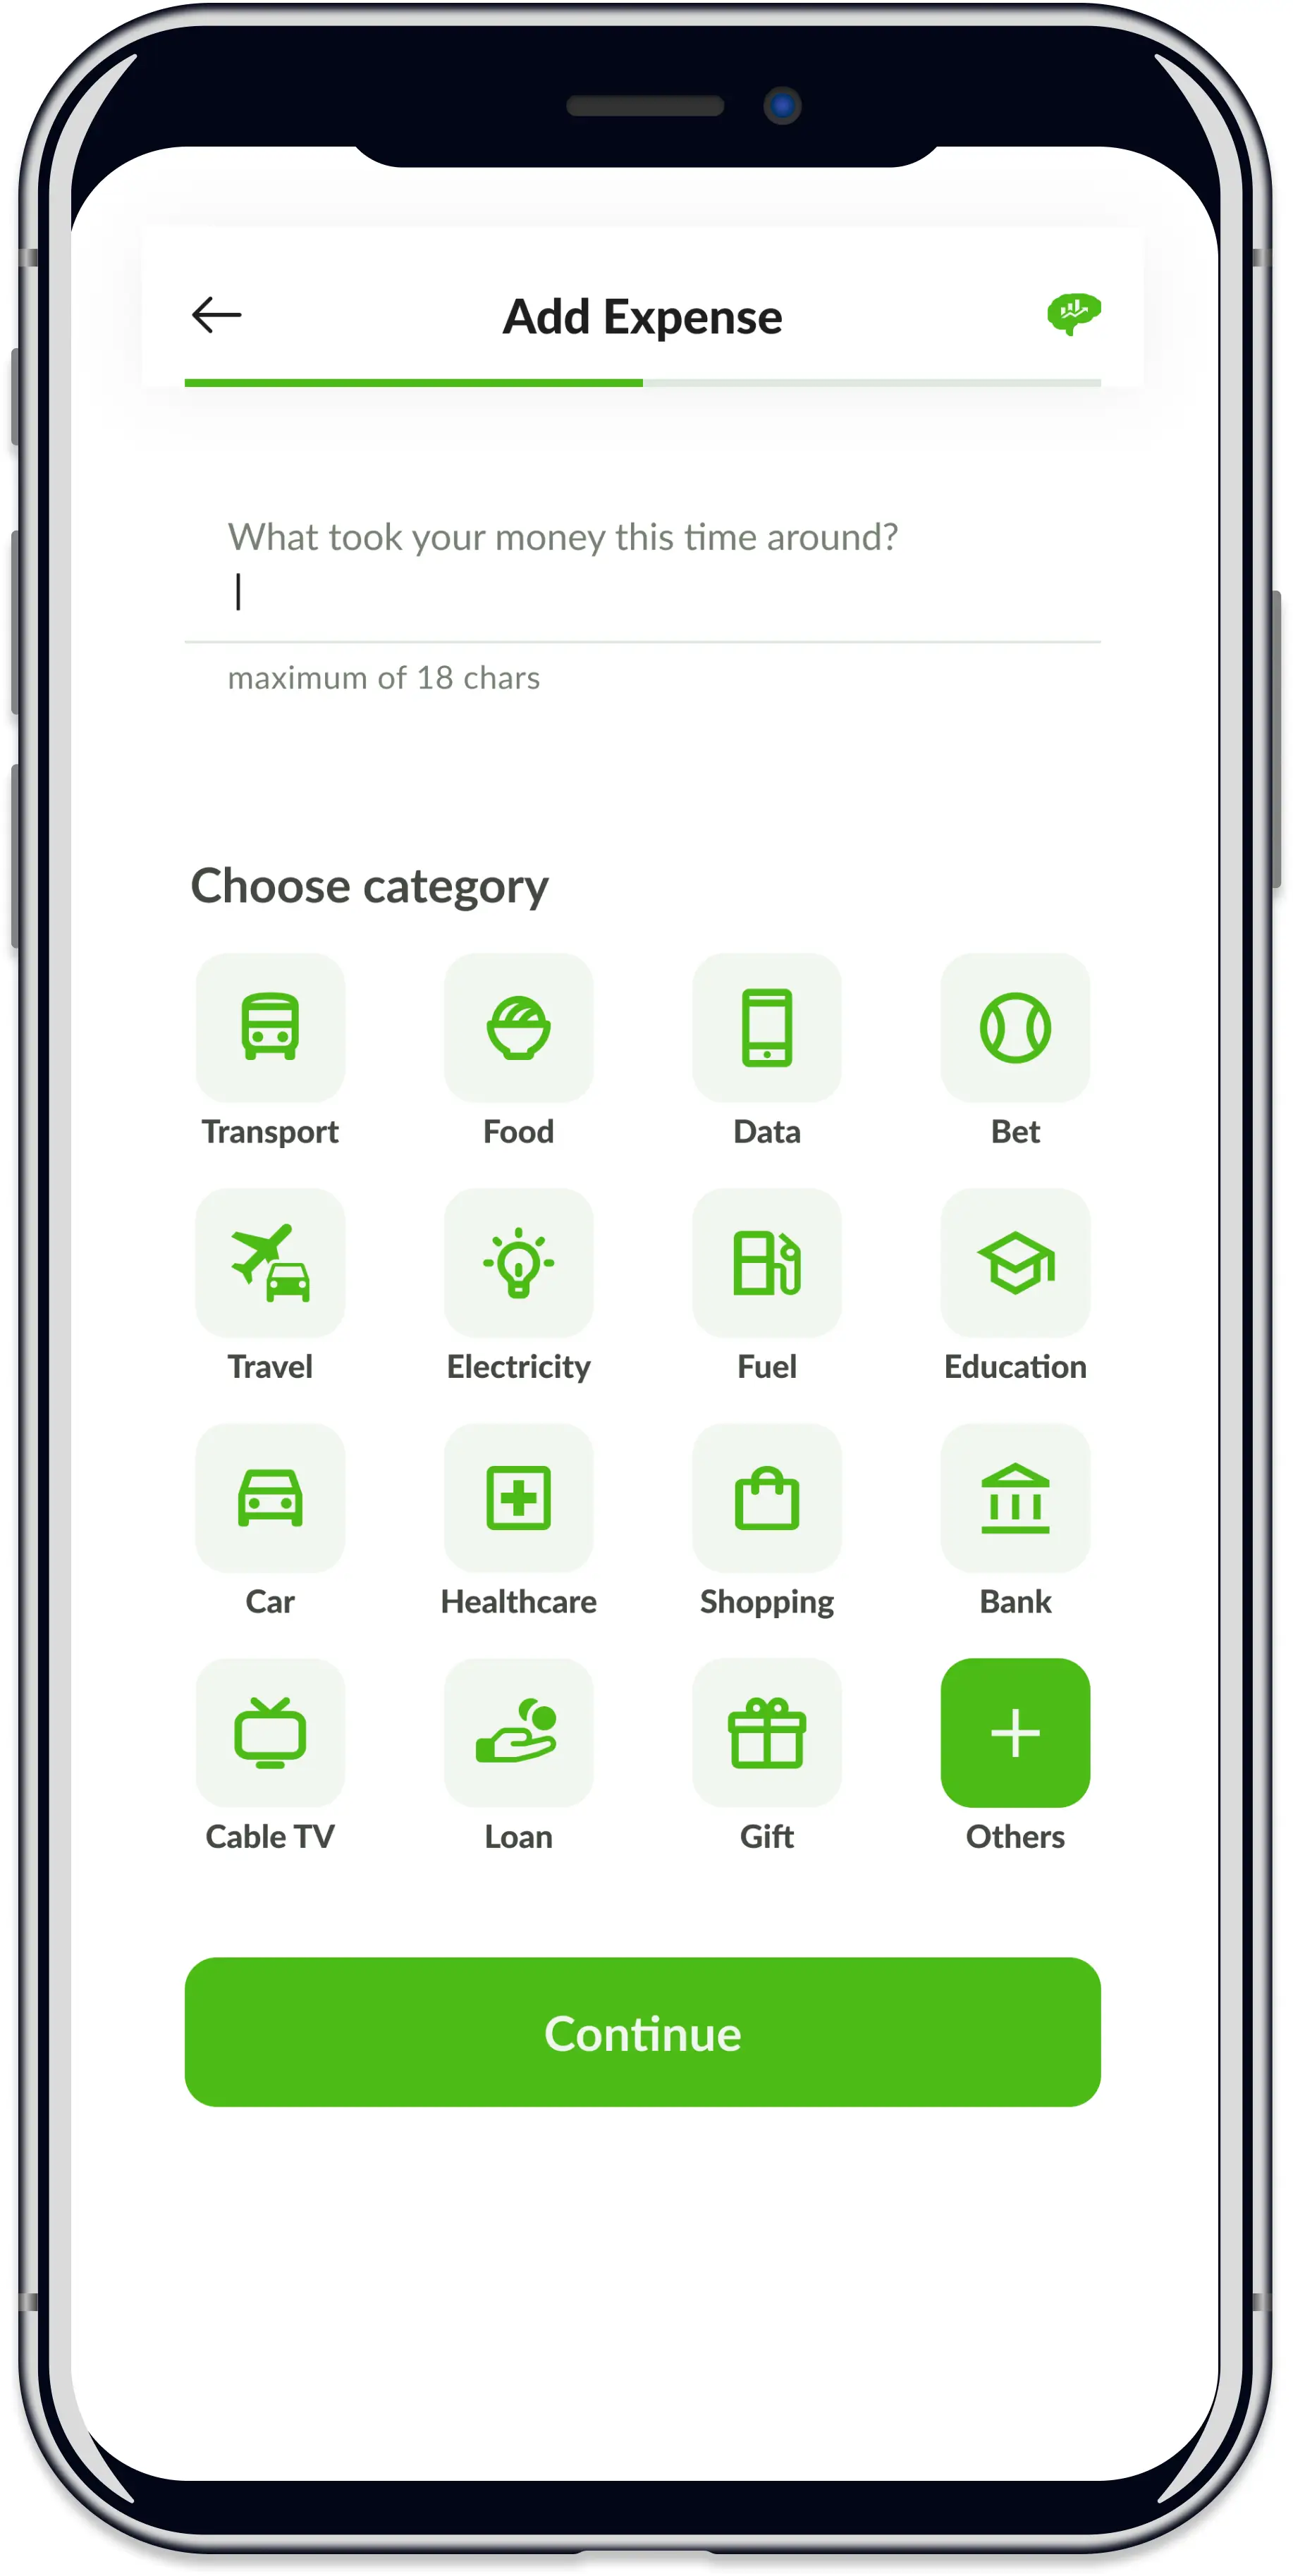 Add Expense
What took your money this time around?
maximum of 18 chars
Choose category
Transport Food Data Bet
Travel Electricity Fuel Education
Car Healthcare Shopping Bank
Cable TV Loan Gift Others
Continue